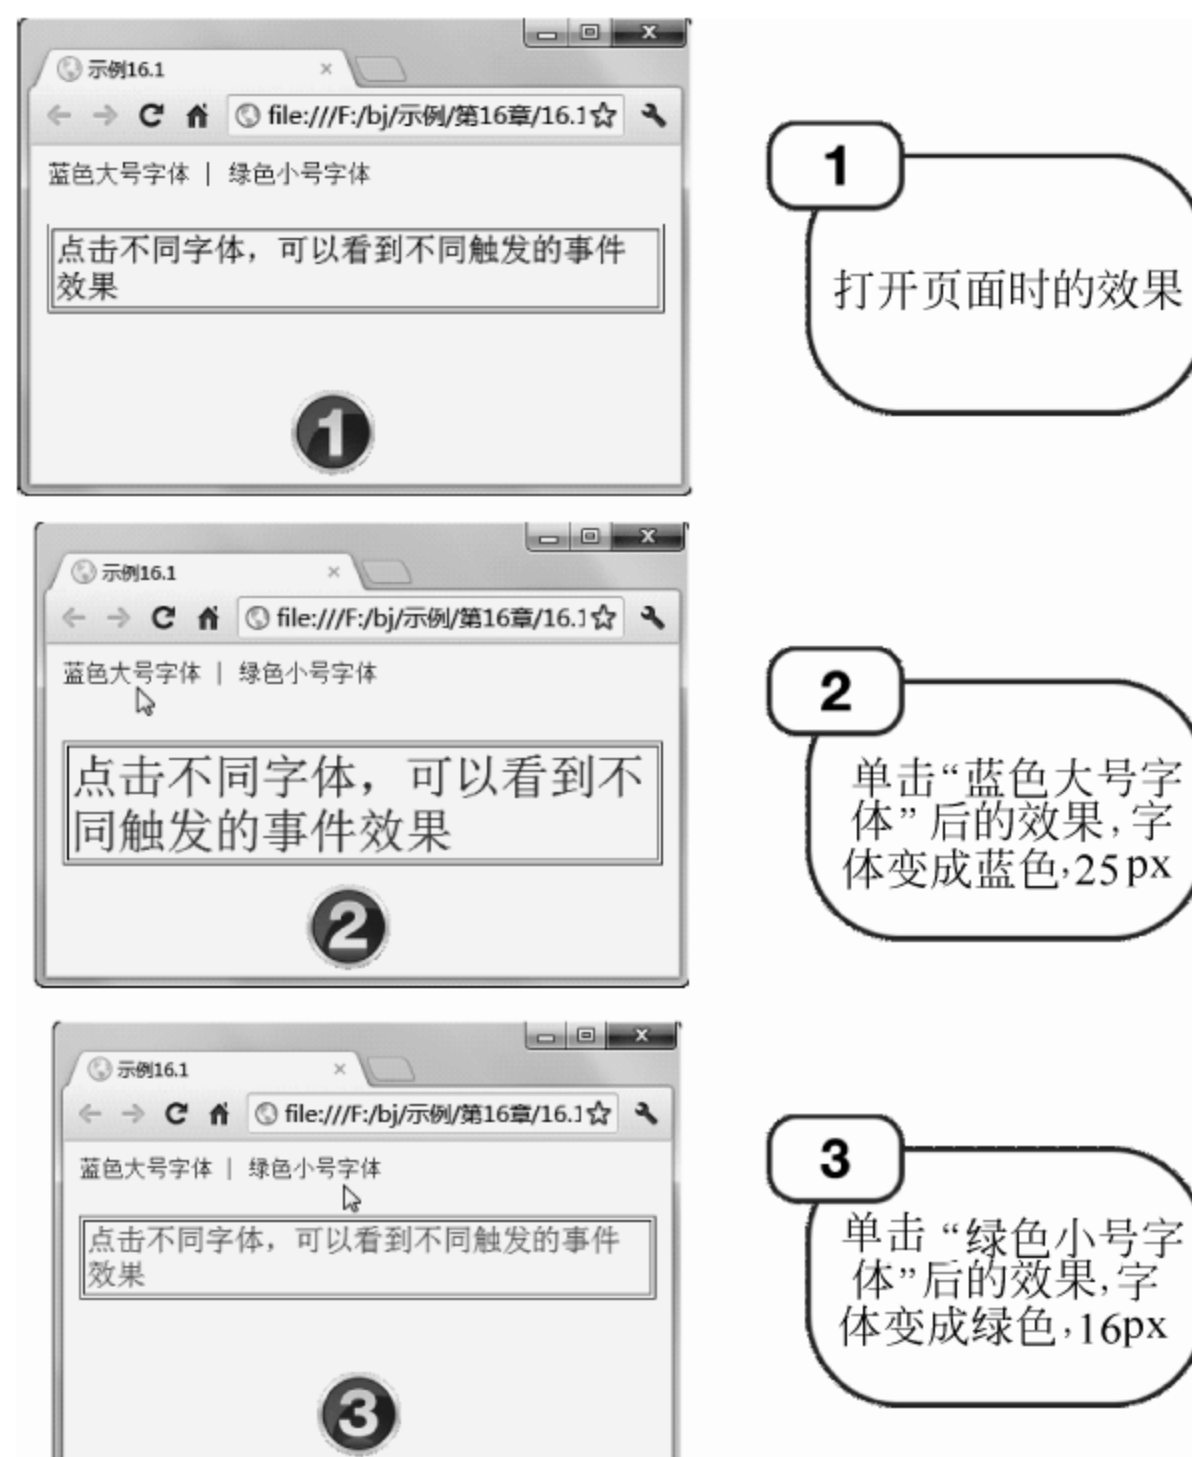 示例16.1
file:///F:/bj/示例/第16章/16.1
蓝色大号字体 | 绿色小号字体
点击不同字体，可以看到不同触发的事件
效果
1
1
打开页面时的效果
示例16.1
file:///F:/bj/示例/第16章/16.1
蓝色大号字体 | 绿色小号字体
点击不同字体，可以看到不
同触发的事件效果
2
2
单击“蓝色大号字
体”后的效果,字
体变成蓝色,25px
示例16.1
file:///F:/bj/示例/第16章/16.1
蓝色大号字体 | 绿色小号字体
点击不同字体，可以看到不同触发的事件
效果
3
3
单击“绿色小号字
体”后的效果,字
体变成绿色,16px